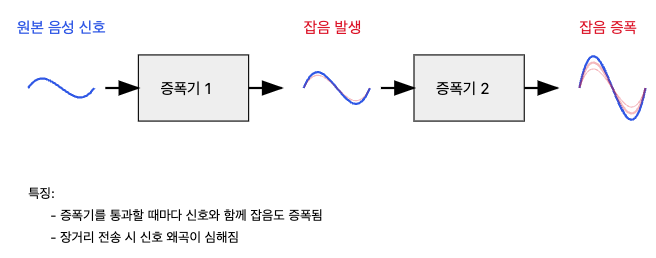 원본 음성 신호
잡음 발생
잡음 증폭
증폭기 1
증폭기 2
특징:
- 증폭기를 통과할 때마다 신호와 함께 잡음도 증폭됨
- 장거리 전송 시 신호 왜곡이 심해짐